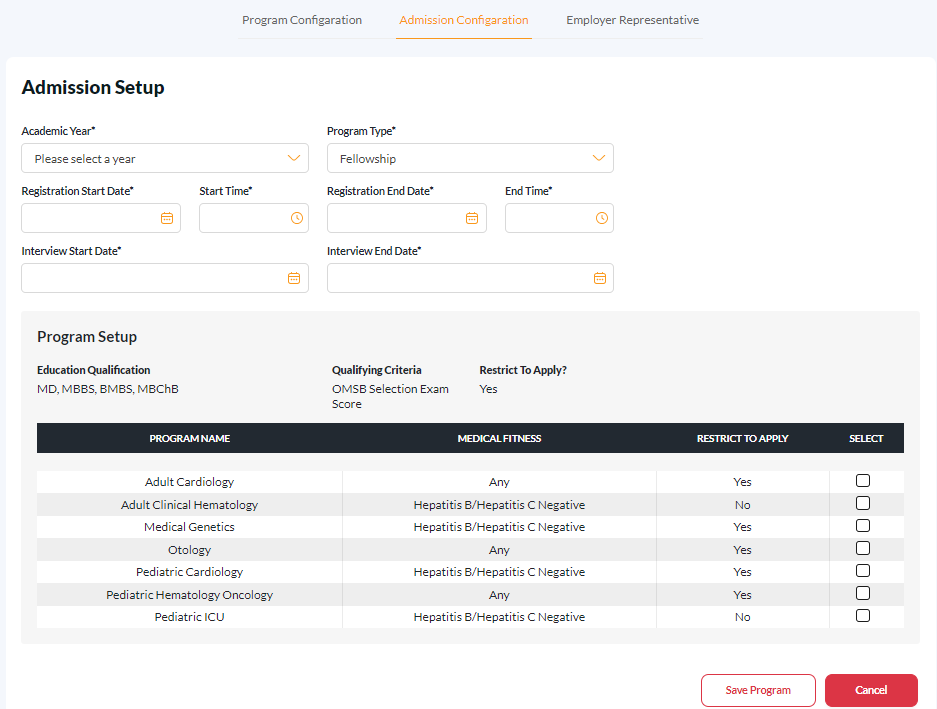 Program Configaration Admission Configaration Employer Representative
Admission Setup
Academic Year* Program Type*
Please select a year Fellowship
Registration Start Date* Start Time* Registration End Date* End Time*
Interview Start Date* Interview End Date*
Program Setup
Education Qualification Qualifying Criteria Restrict To Apply?
MD, MBBS, BMBS, MBChB OMSB Selection Exam Yes
Score
PROGRAM NAME MEDICAL FITNESS RESTRICT TO APPLY SELECT
Adult Cardiology Any Yes
Adult Clinical Hematology Hepatitis B/Hepatitis C Negative No
Medical Genetics Hepatitis B/Hepatitis C Negative Yes
Otology Any Yes
Pediatric Cardiology Hepatitis B/Hepatitis C Negative Yes
Pediatric Hematology Oncology Any Yes
Pediatric ICU Hepatitis B/Hepatitis C Negative No
Save Program Cancel